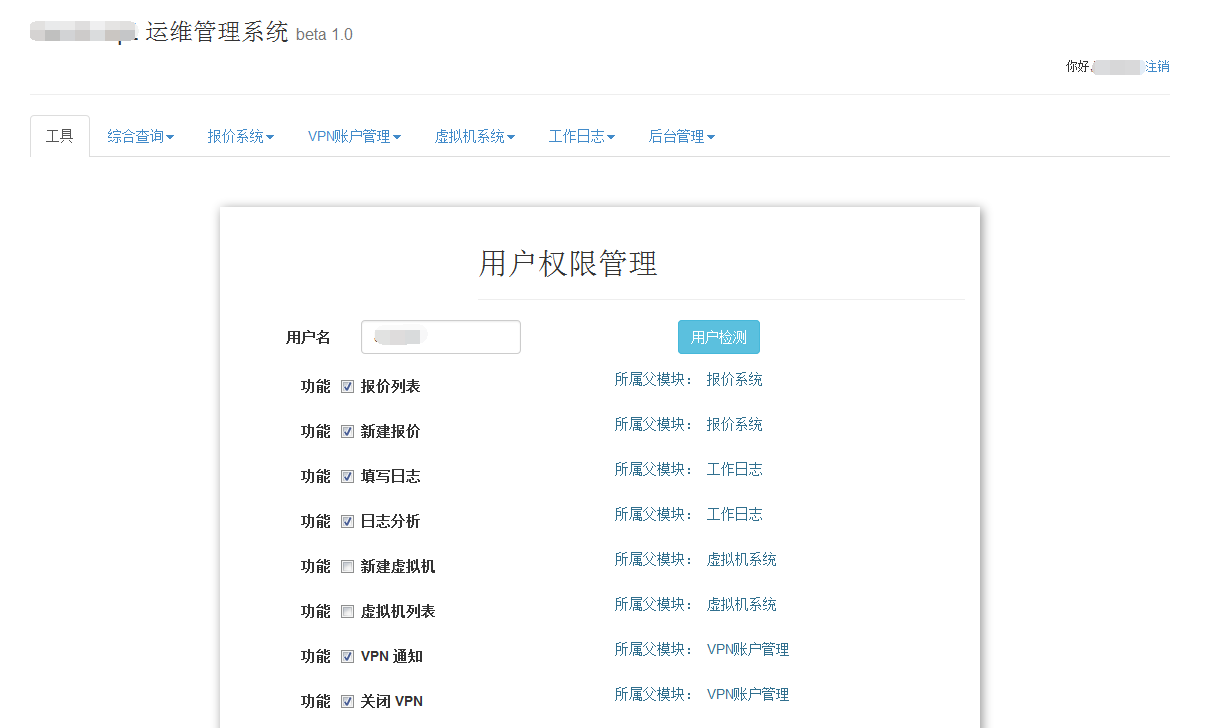 运维管理系统 beta 1.0
你好, 注销
工具 综合查询 报价系统 VPN账户管理 虚拟机系统 工作日志 后台管理
用户权限管理
用户名 用户检测
功能 报价列表 所属父模块： 报价系统
功能 新建报价 所属父模块： 报价系统
功能 填写日志 所属父模块： 工作日志
功能 日志分析 所属父模块： 工作日志
功能 新建虚拟机 所属父模块： 虚拟机系统
功能 虚拟机列表 所属父模块： 虚拟机系统
功能 VPN 通知 所属父模块： VPN账户管理
功能 关闭 VPN 所属父模块： VPN账户管理